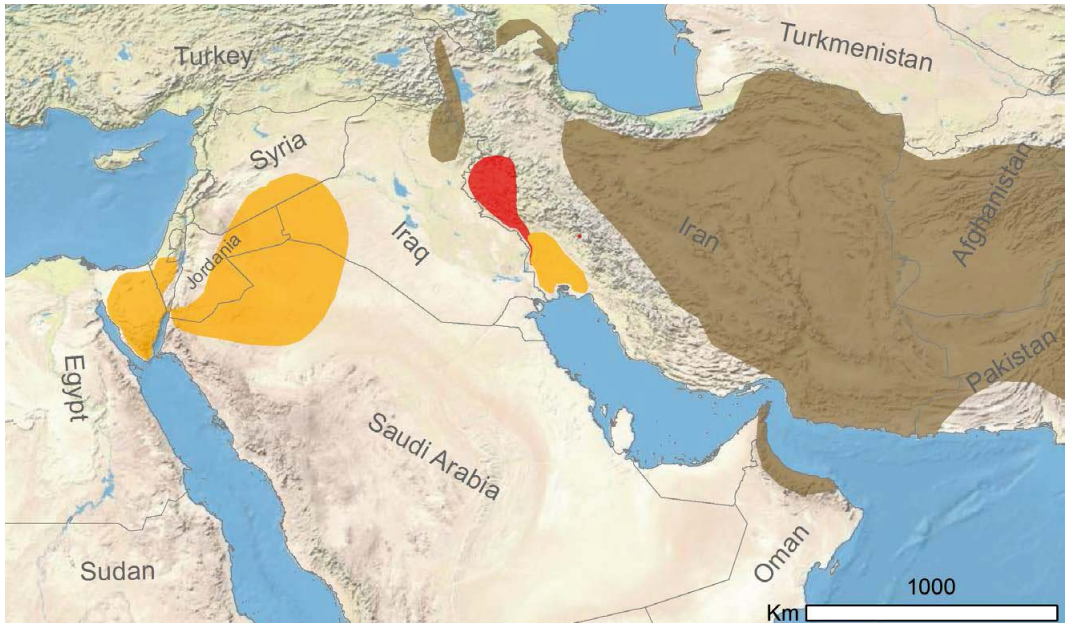 Turkey
Turkmenistan
Syria
Jordania
Iraq
Iran
Afghanistan
Pakistan
Egypt
Saudi Arabia
Sudan
Oman
1000
Km